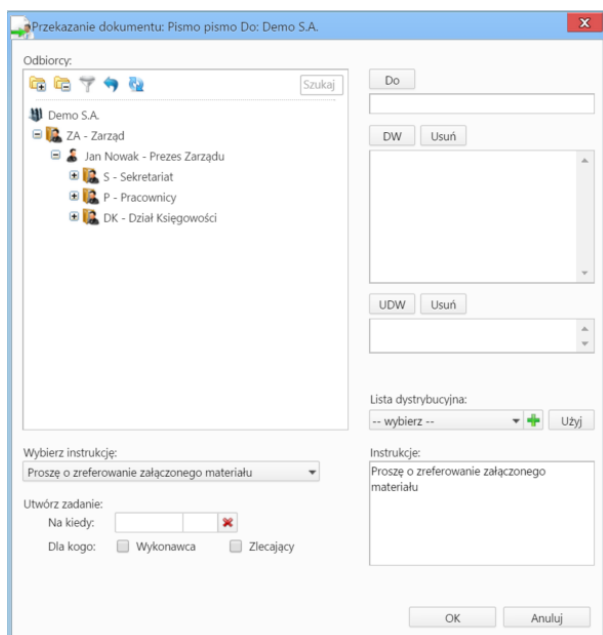 Przekazanie dokumentu: Pismo pismo Do: Demo S.A.
Odbiorcy:
Szukaj
Demo S.A.
ZA - Zarząd
Jan Nowak - Prezes Zarządu
S - Sekretariat
P - Pracownicy
DK - Dział Księgowości
Do
DW Usuń
UDW Usuń
Lista dystrybucyjna:
-- wybierz -- Użyj
Wybierz instrukcję:
Proszę o zreferowanie załączonego materiału
Utwórz zadanie:
Na kiedy:
Dla kogo: Wykonawca Zlecający
Instrukcje:
Proszę o zreferowanie załączonego
materiału
OK Anuluj